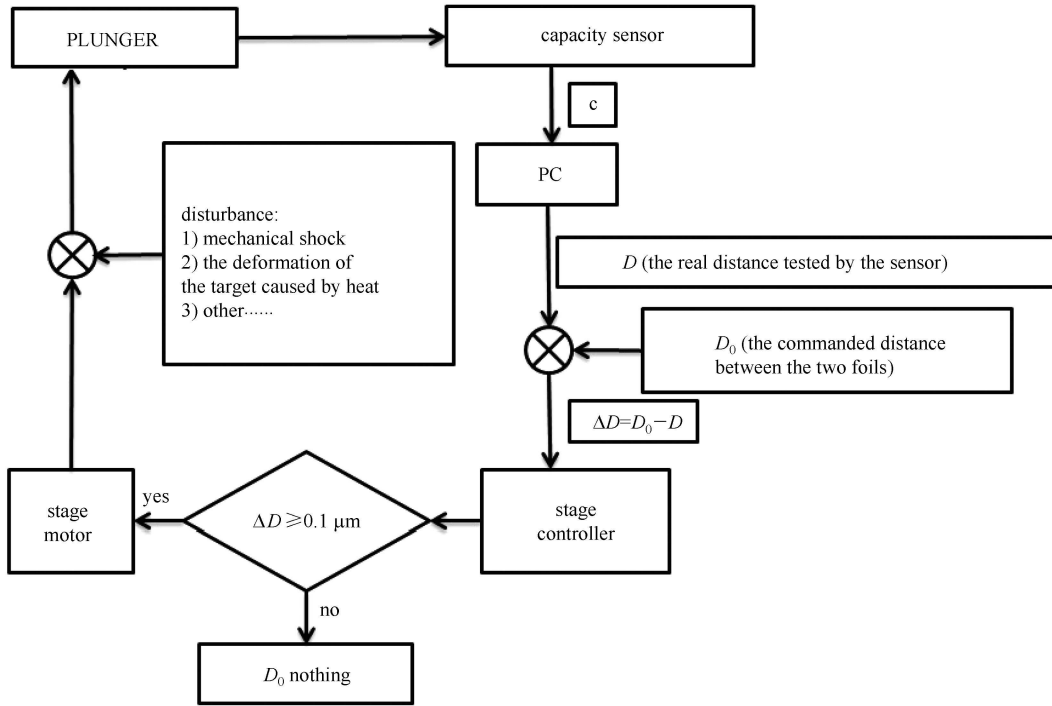 PLUNGER
capacity sensor
c
PC
disturbance:
1) mechanical shock
2) the deformation of
the target caused by heat
3) other······
D (the real distance tested by the sensor)
D₀ (the commanded distance
between the two foils)
ΔD=D₀−D
stage
motor
yes
ΔD ≥0.1 μm
stage
controller
no
D₀ nothing